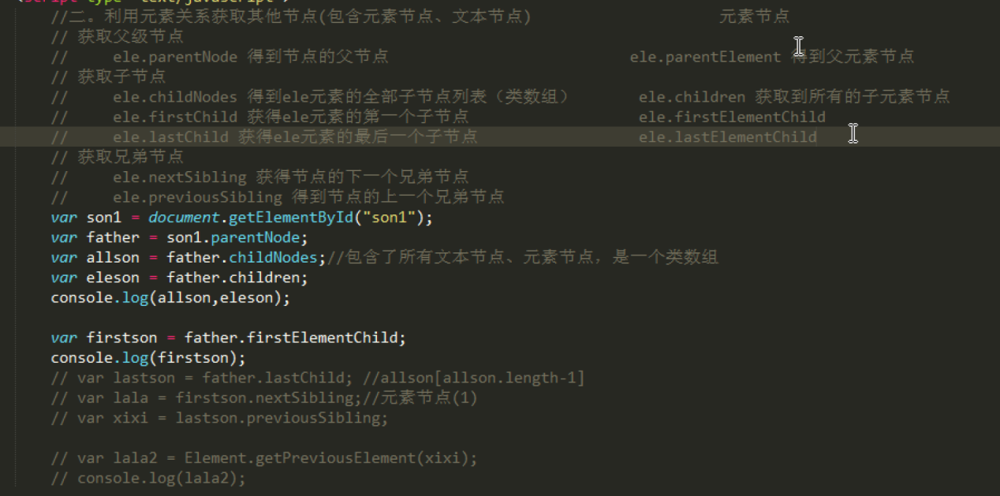 //二。利用元素关系获取其他节点(包含元素节点、文本节点) 元素节点
// 获取父级节点
// ele.parentNode 得到节点的父节点 ele.parentElement 得到父元素节点
// 获取子节点
// ele.childNodes 得到ele元素的全部子节点列表（类数组） ele.children 获取到所有的子元素节点
// ele.firstChild 获得ele元素的第一个子节点 ele.firstElementChild
// ele.lastChild 获得ele元素的最后一个子节点 ele.lastElementChild
// 获取兄弟节点
// ele.nextSibling 获得节点的下一个兄弟节点
// ele.previousSibling 得到节点的上一个兄弟节点
var son1 = document.getElementById("son1");
var father = son1.parentNode;
var allson = father.childNodes;//包含了所有文本节点、元素节点，是一个类数组
var eleson = father.children;
console.log(allson,eleson);
var firstson = father.firstElementChild;
console.log(firstson);
// var lastson = father.lastChild; //allson[allson.length-1]
// var lala = firstson.nextSibling;//元素节点(1)
// var xixi = lastson.previousSibling;
// var lala2 = Element.getPreviousElement(xixi);
// console.log(lala2);